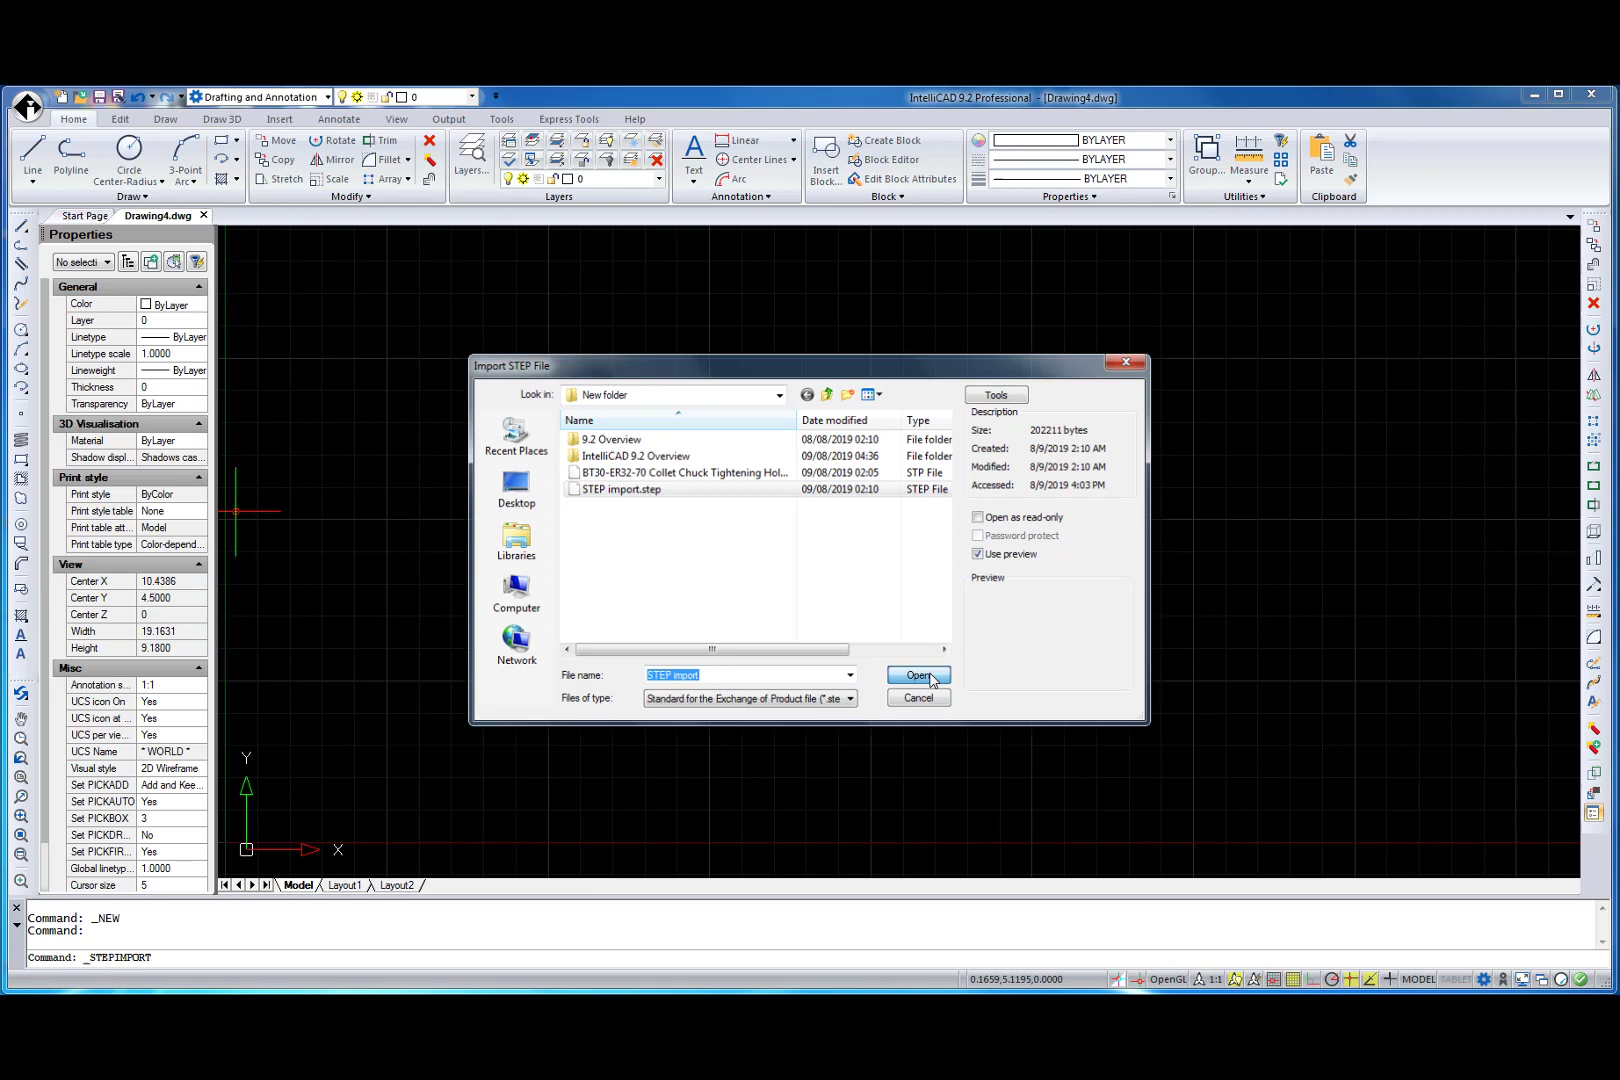 Drafting and Annotation 0 IntelliCAD 9.2 Professional - [Drawing4.dwg]
Home Edit Draw Draw 3D View Insert Annotate Output Tools Express Tools Help
Line Polyline Circle Center-Radius 3-Point Arc Draw
Move Rotate Trim
Copy Mirror Fillet
Stretch Scale Array
Modify
Layers... 0
Layers
Text Linear
Center Lines
Arc
Annotation
Insert Block... Create Block
Block Editor
Edit Block Attributes
Block
BYLAYER
BYLAYER
BYLAYER
Properties
Group... Measure
Utilities
Paste
Clipboard
Start Page Drawing4.dwg
Properties
No selecti
General
Color ByLayer
Layer 0
Linetype ByLayer
Linetype scale 1.0000
Lineweight ByLayer
Thickness 0
Transparency ByLayer
3D Visualisation
Material ByLayer
Shadow displ... Shadows cas...
Print style
Print style ByColor
Print style table None
Print table att... Model
Print table type Color-depend...
View
Center X 10.4386
Center Y 4.5000
Center Z 0
Width 19.1631
Height 9.1800
Misc
Annotation s... 1:1
UCS icon On Yes
UCS icon at ... Yes
UCS per vie... Yes
UCS Name * WORLD *
Visual style 2D Wireframe
Set PICKADD Add and Kee...
Set PICKAUTO Yes
Set PICKBOX 3
Set PICKDR... No
Set PICKFIR... Yes
Global linetyp... 1.0000
Cursor size 5
Import STEP File
Look in: New folder
Tools
Name Date modified Type
9.2 Overview 08/08/2019 02:10 File folder
IntelliCAD 9.2 Overview 09/08/2019 04:36 File folder
BT30-ER32-70 Collet Chuck Tightening Hol... 09/08/2019 02:05 STP File
STEP import.step 09/08/2019 02:10 STEP File
Recent Places
Desktop
Libraries
Computer
Network
Description
Size: 202211 bytes
Created: 8/9/2019 2:10 AM
Modified: 8/9/2019 2:10 AM
Accessed: 8/9/2019 4:03 PM
Open as read-only
Password protect
Use preview
Preview
File name: STEP import Open
Files of type: Standard for the Exchange of Product file (*.ste Cancel
Y
X
Model Layout1 Layout2
Command: _NEW
Command:
Command: _STEPIMPORT
0.1659,5.1195,0.0000 OpenGL 1:1 MODEL TABLET